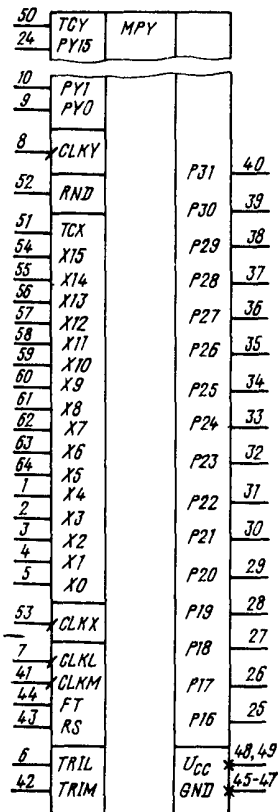 50 TCY MPY
24 PY15
10 PY1
9 PY0
8 CLKY
52 RND
51 TCX
54 X15
55 X14
56 X13
57 X12
58 X11
59 X10
60 X9
61 X8
62 X7
63 X6
64 X5
1 X4
2 X3
3 X2
4 X1
5 X0
53 CLKX
7 CLKL
41 CLKM
44 FT
43 RS
6 TRIL
42 TRIM
P31 40
P30 39
P29 38
P28 37
P27 36
P26 35
P25 34
P24 33
P23 32
P22 31
P21 30
P20 29
P19 28
P18 27
P17 26
P16 25
UCC 48,49
GND 45-47